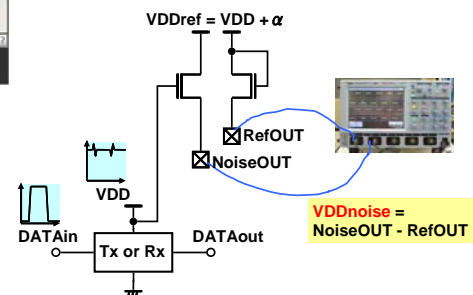 VDDref = VDD + α
RefOUT
NoiseOUT
VDD
VDDnoise =
NoiseOUT - RefOUT
DATAin
Tx or Rx
DATAout